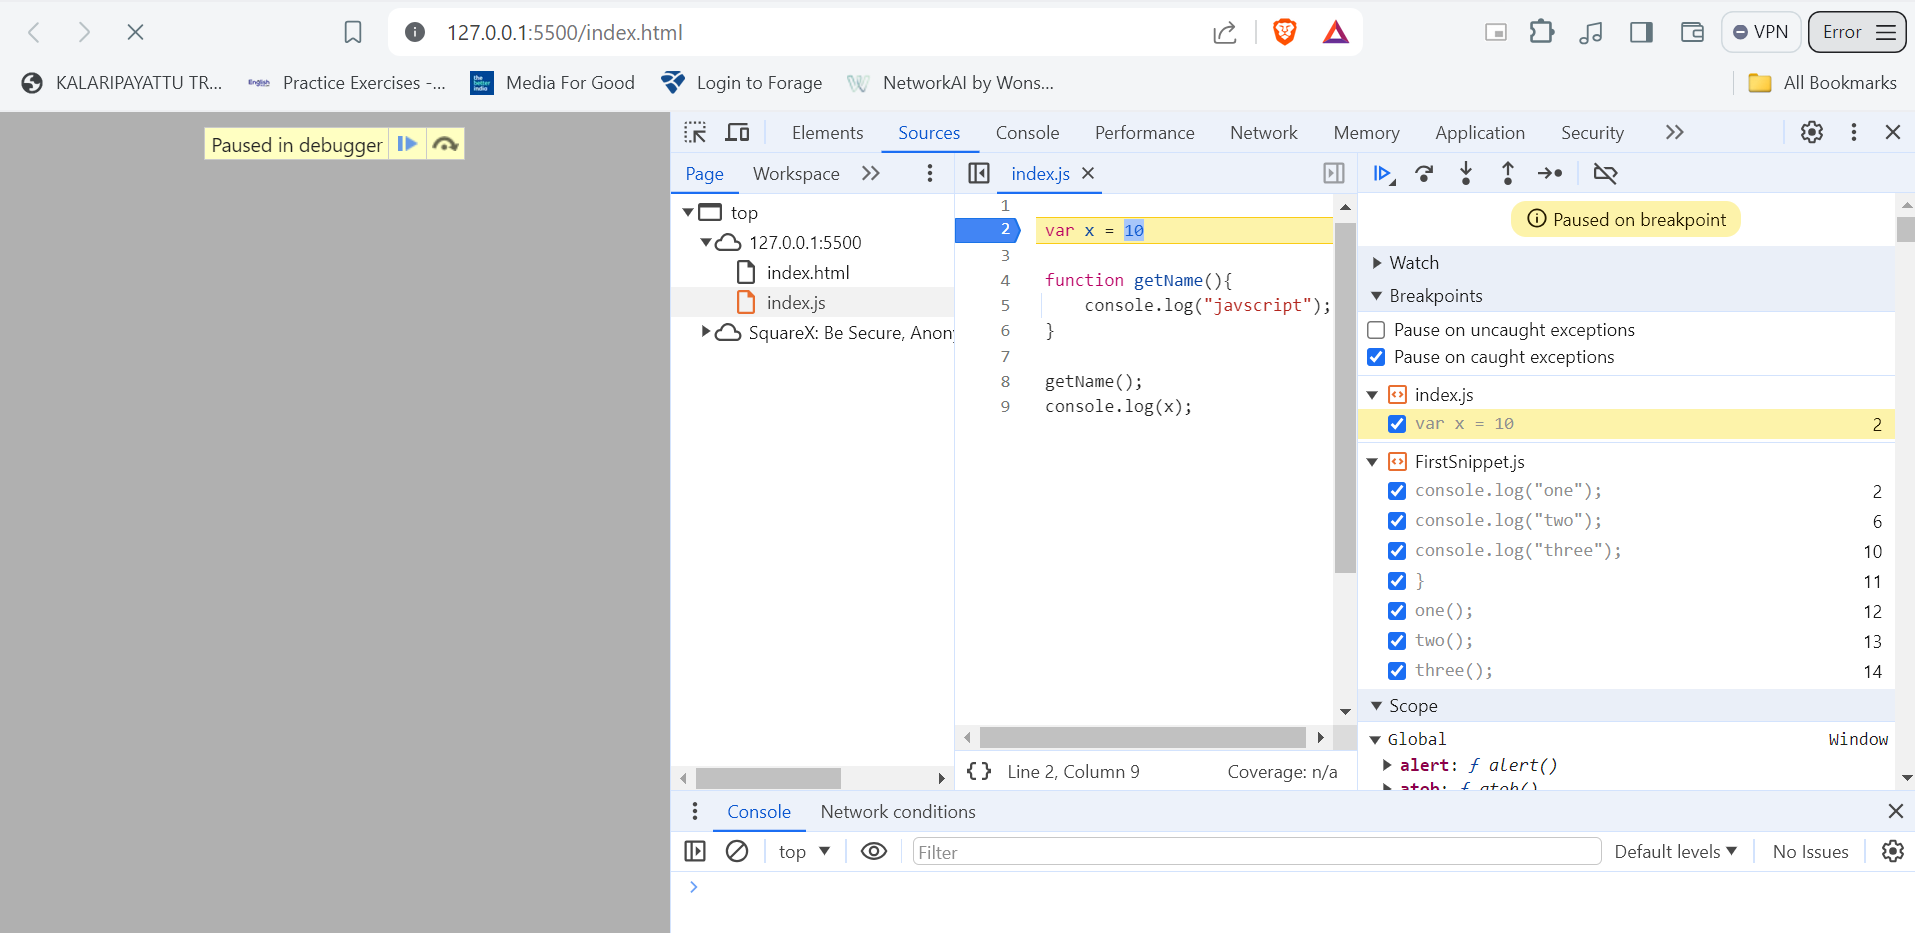 127.0.0.1:5500/index.html
VPN
Error
KALARIPAYATTU TR...
English
Practice Exercises -...
the better india
Media For Good
Login to Forage
NetworkAI by Wons...
All Bookmarks
Paused in debugger
Elements
Sources
Console
Performance
Network
Memory
Application
Security
Page
Workspace
index.js
top
127.0.0.1:5500
index.html
index.js
SquareX: Be Secure, Anony
1
2 var x = 10
3
4 function getName(){
5 console.log("javscript");
6 }
7
8 getName();
9 console.log(x);
{} Line 2, Column 9
Coverage: n/a
Paused on breakpoint
Watch
Breakpoints
Pause on uncaught exceptions
Pause on caught exceptions
index.js
var x = 10 2
FirstSnippet.js
console.log("one"); 2
console.log("two"); 6
console.log("three"); 10
} 11
one(); 12
two(); 13
three(); 14
Scope
Global Window
alert: ƒ alert()
atob: ƒ atob()
Console
Network conditions
top
Filter
Default levels
No Issues